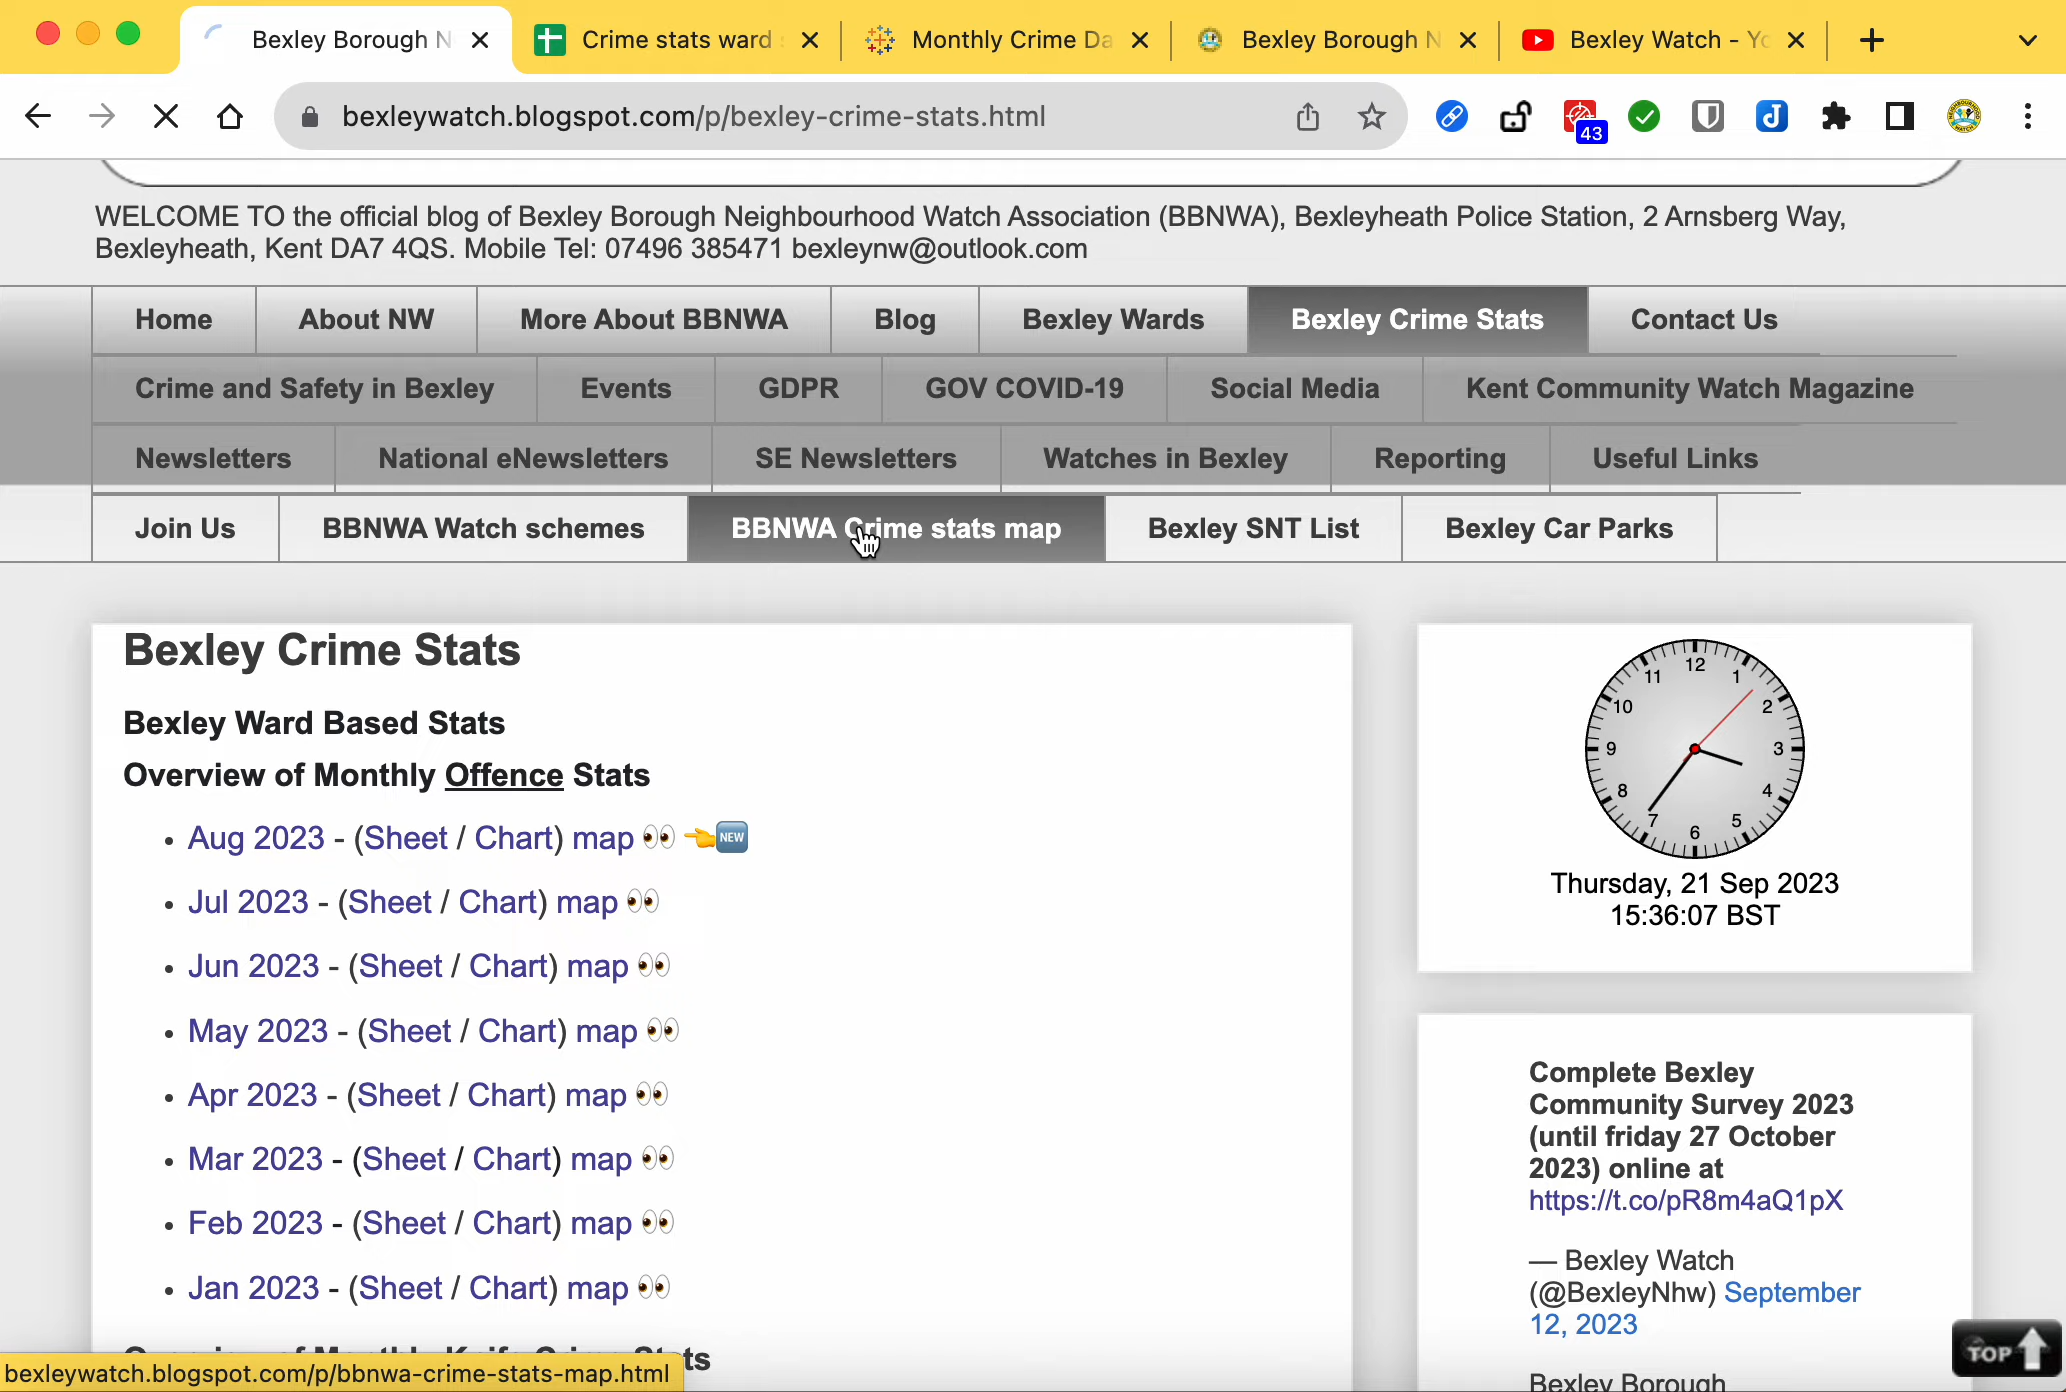 Bexley Borough N
Crime stats ward
Monthly Crime Da
Bexley Borough N
Bexley Watch - Yo
bexleywatch.blogspot.com/p/bexley-crime-stats.html
43
WELCOME TO the official blog of Bexley Borough Neighbourhood Watch Association (BBNWA), Bexleyheath Police Station, 2 Arnsberg Way,
Bexleyheath, Kent DA7 4QS. Mobile Tel: 07496 385471 bexleynw@outlook.com
Home
About NW
More About BBNWA
Blog
Bexley Wards
Bexley Crime Stats
Contact Us
Crime and Safety in Bexley
Events
GDPR
GOV COVID-19
Social Media
Kent Community Watch Magazine
Newsletters
National eNewsletters
SE Newsletters
Watches in Bexley
Reporting
Useful Links
Join Us
BBNWA Watch schemes
BBNWA Crime stats map
Bexley SNT List
Bexley Car Parks
Bexley Crime Stats
Bexley Ward Based Stats
Overview of Monthly Offence Stats
Aug 2023 - (Sheet / Chart) map 👀 👈🆕
Jul 2023 - (Sheet / Chart) map 👀
Jun 2023 - (Sheet / Chart) map 👀
May 2023 - (Sheet / Chart) map 👀
Apr 2023 - (Sheet / Chart) map 👀
Mar 2023 - (Sheet / Chart) map 👀
Feb 2023 - (Sheet / Chart) map 👀
Jan 2023 - (Sheet / Chart) map 👀
Overview of Monthly Knife Crime Stats
bexleywatch.blogspot.com/p/bbnwa-crime-stats-map.html
12
1
2
3
4
5
6
7
8
9
10
11
Thursday, 21 Sep 2023
15:36:07 BST
Complete Bexley
Community Survey 2023
(until friday 27 October
2023) online at
https://t.co/pR8m4aQ1pX
— Bexley Watch
(@BexleyNhw) September
12, 2023
Bexley Borough
TOP